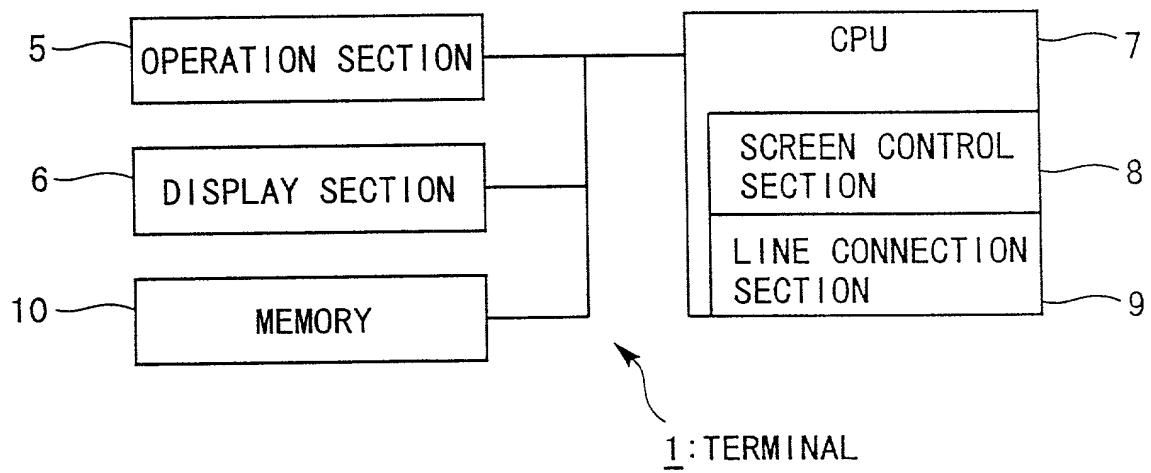 5
OPERATION SECTION
CPU
7
6
DISPLAY SECTION
SCREEN CONTROL
SECTION
8
10
MEMORY
LINE CONNECTION
SECTION
9
1:TERMINAL